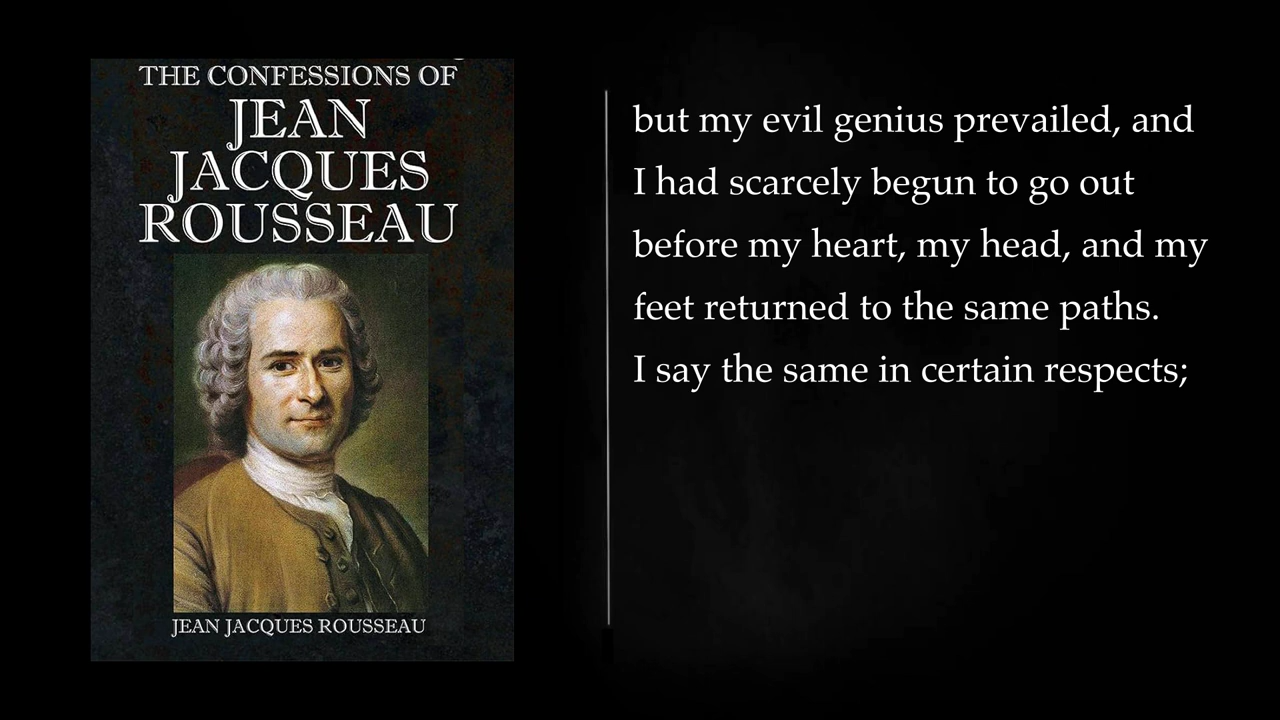 THE CONFESSIONS OF
JEAN
JACQUES
ROUSSEAU
JEAN JACQUES ROUSSEAU
but my evil genius prevailed, and
I had scarcely begun to go out
before my heart, my head, and my
feet returned to the same paths.
I say the same in certain respects;